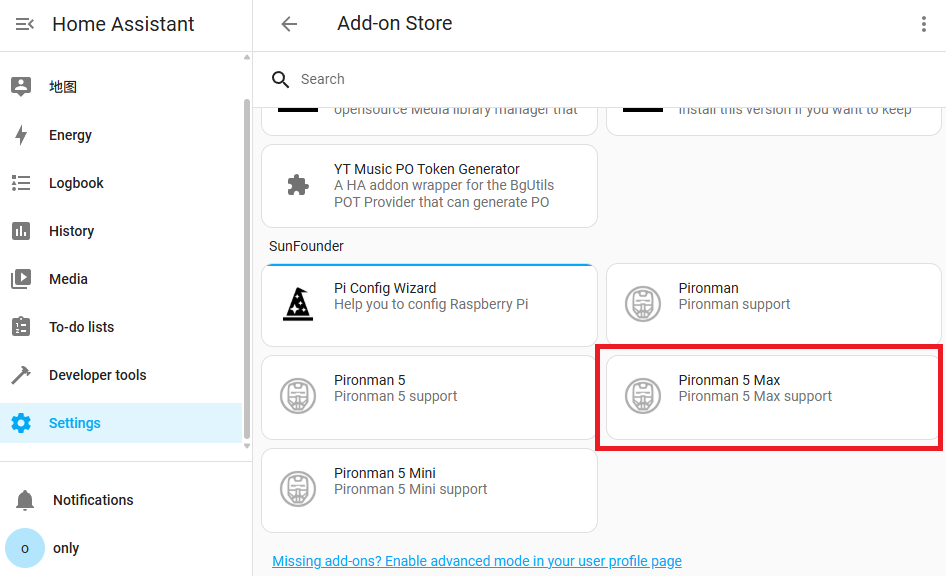 Home Assistant
Add-on Store
地图
Energy
Logbook
History
Media
To-do lists
Developer tools
Settings
Notifications
o
only
Search
opensource Media library manager that
Install this version if you want to keep
YT Music PO Token Generator
A HA addon wrapper for the BgUtils
POT Provider that can generate PO
SunFounder
Pi Config Wizard
Help you to config Raspberry Pi
Pironman
Pironman support
Pironman 5
Pironman 5 support
Pironman 5 Max
Pironman 5 Max support
Pironman 5 Mini
Pironman 5 Mini support
Missing add-ons? Enable advanced mode in your user profile page